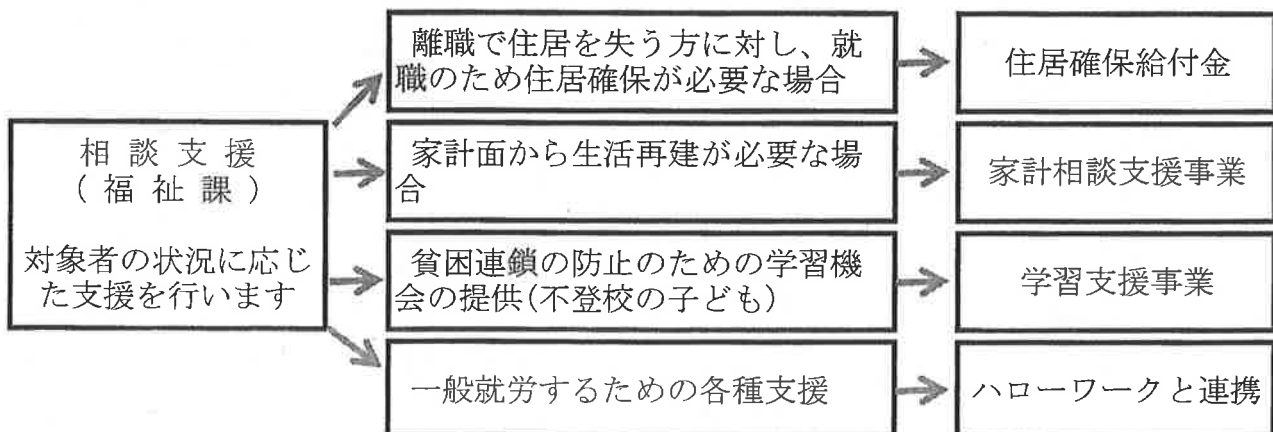 相談支援
(福祉課)
対象者の状況に応じ
た支援を行います
離職で住居を失う方に対し、就
職のため住居確保が必要な場合
住居確保給付金
家計面から生活再建が必要な場
合
家計相談支援事業
貧困連鎖の防止のための学習機
会の提供(不登校の子ども)
学習支援事業
一般就労するための各種支援
ハローワークと連携